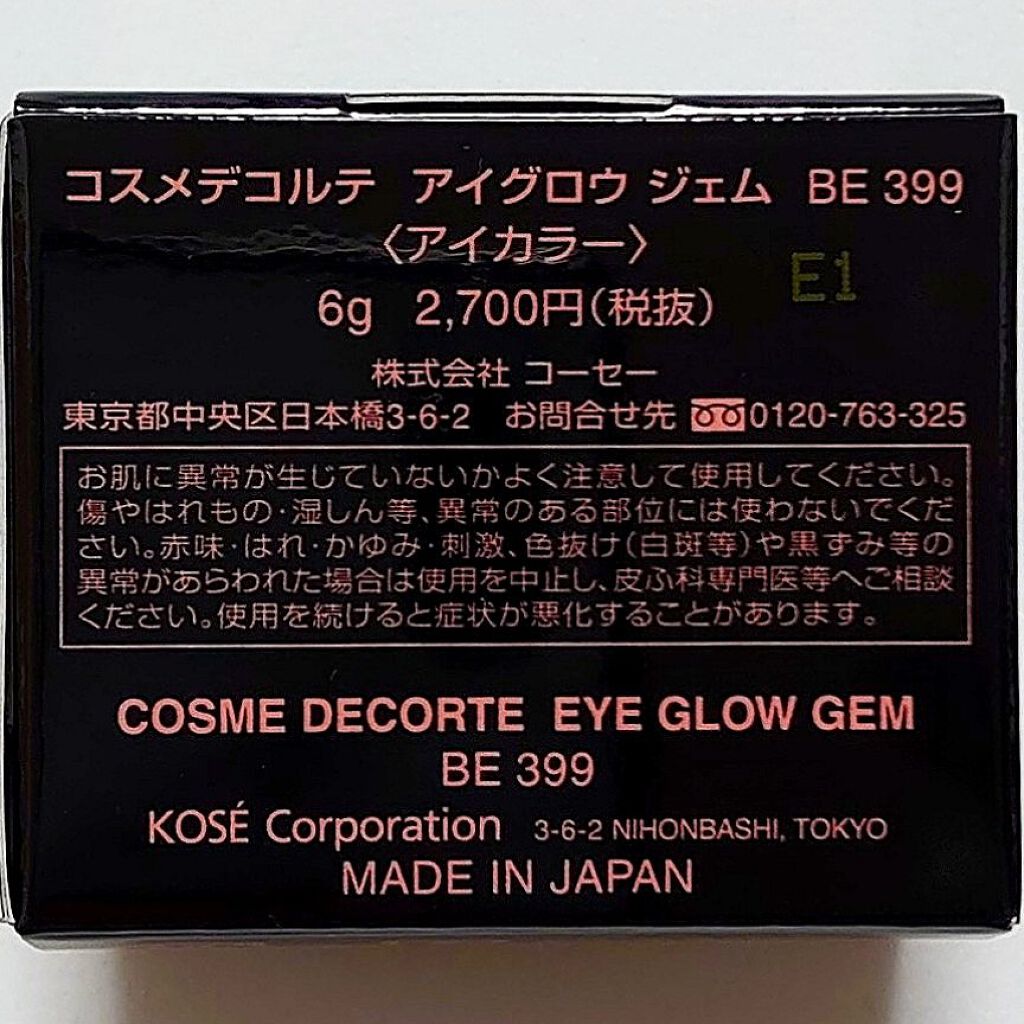 コスメデコルテ アイグロウ ジェム BE 399
〈アイカラー〉
E1
6g 2,700円(税抜)
株式会社 コーセー
東京都中央区日本橋3-6-2 お問合せ先 0120-763-325
お肌に異常が生じていないかよく注意して使用してください。
傷やはれもの・湿しん等、異常のある部位には使わないでくだ
さい。赤味・はれ・かゆみ・刺激、色抜け(白斑等)や黒ずみ等の
異常があらわれた場合は使用を中止し、皮ふ科専門医等へご相談
ください。使用を続けると症状が悪化することがあります。
COSME DECORTE EYE GLOW GEM
BE 399
KOSÉ Corporation 3-6-2 NIHONBASHI, TOKYO
MADE IN JAPAN